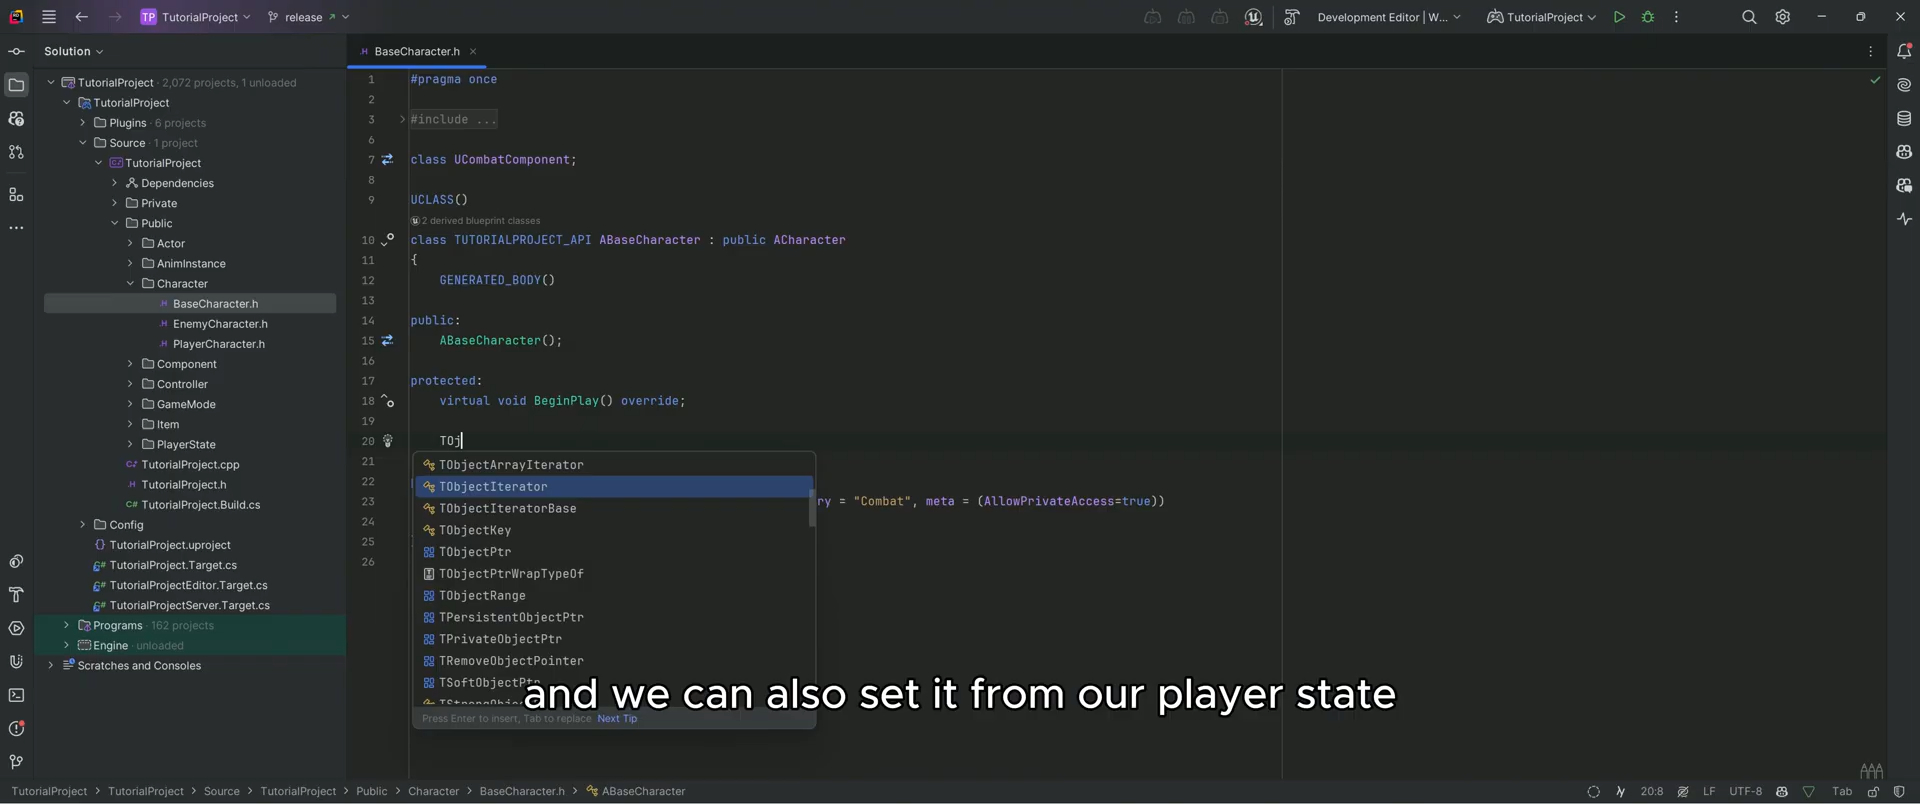 TP TutorialProject
release
Development Editor | W...
TutorialProject
Solution
BaseCharacter.h
TutorialProject · 2,072 projects, 1 unloaded
TutorialProject
Plugins · 6 projects
Source · 1 project
TutorialProject
Dependencies
Private
Public
Actor
AnimInstance
Character
BaseCharacter.h
EnemyCharacter.h
PlayerCharacter.h
Component
Controller
GameMode
Item
PlayerState
TutorialProject.cpp
TutorialProject.h
TutorialProject.Build.cs
Config
TutorialProject.uproject
TutorialProject.Target.cs
TutorialProjectEditor.Target.cs
TutorialProjectServer.Target.cs
Programs · 162 projects
Engine · unloaded
Scratches and Consoles
1 #pragma once
2
3 #include ...
6
7 class UCombatComponent;
8
9 UCLASS()
2 derived blueprint classes
10 class TUTORIALPROJECT_API ABaseCharacter : public ACharacter
11 {
12 GENERATED_BODY()
13
14 public:
15 ABaseCharacter();
16
17 protected:
18 virtual void BeginPlay() override;
19
20 TOj
21
22
23 ry = "Combat", meta = (AllowPrivateAccess=true))
24
25
26
TObjectArrayIterator
TObjectIterator
TObjectIteratorBase
TObjectKey
TObjectPtr
TObjectPtrWrapTypeOf
TObjectRange
TPersistentObjectPtr
TPrivateObjectPtr
TRemoveObjectPointer
TSoftObjectPtr
Press Enter to insert, Tab to replace Next Tip
and we can also set it from our player state
TutorialProject > TutorialProject > Source > TutorialProject > Public > Character > BaseCharacter.h > ABaseCharacter
20:8 LF UTF-8 Tab